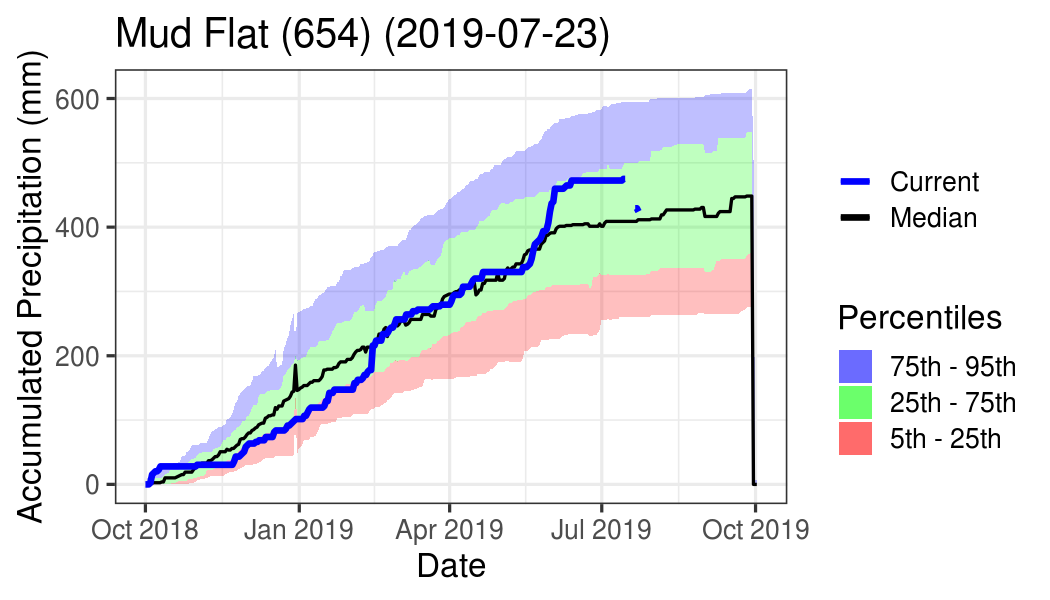 Mud Flat (654) (2019-07-23)
Accumulated Precipitation (mm)
600
400
200
0
Oct 2018
Jan 2019
Apr 2019
Jul 2019
Oct 2019
Date
Current
Median
Percentiles
75th - 95th
25th - 75th
5th - 25th